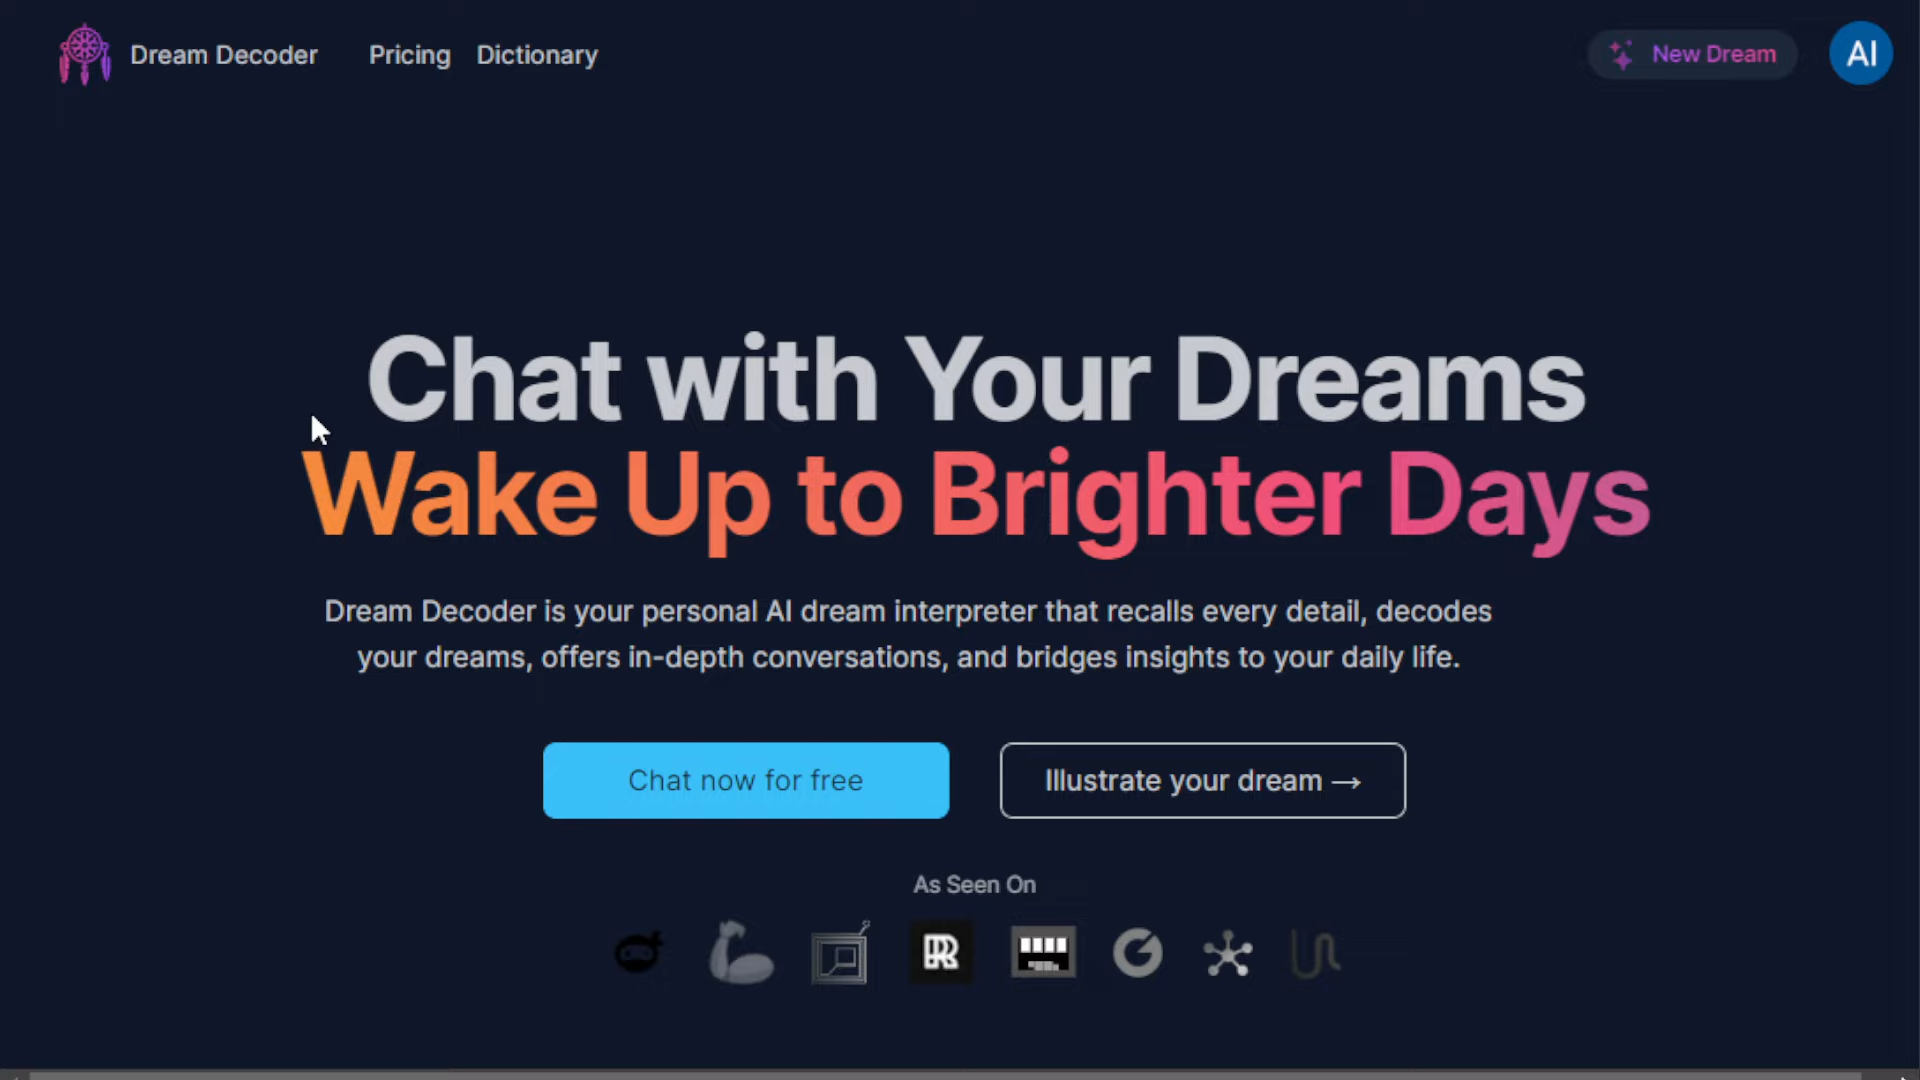 Dream Decoder
Pricing
Dictionary
New Dream
AI
Chat with Your Dreams
Wake Up to Brighter Days
Dream Decoder is your personal AI dream interpreter that recalls every detail, decodes
your dreams, offers in-depth conversations, and bridges insights to your daily life.
Chat now for free
Illustrate your dream →
As Seen On